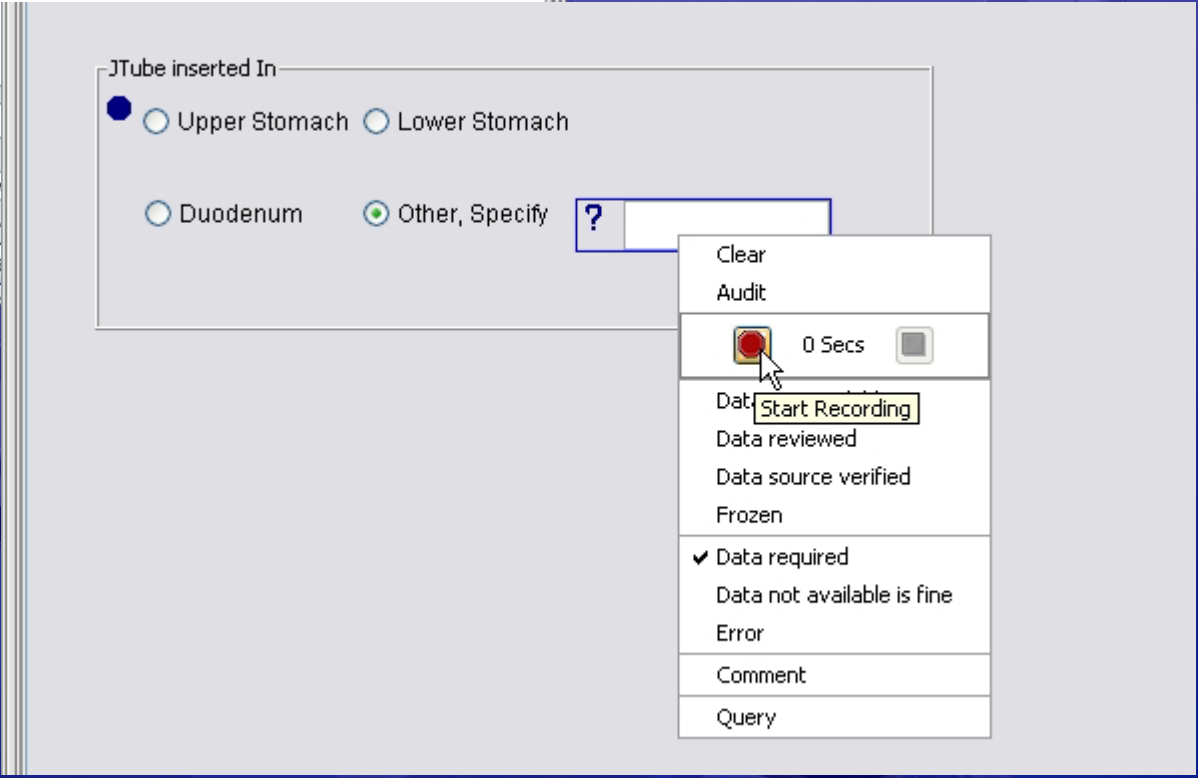 JTube inserted In
Upper Stomach Lower Stomach
Duodenum Other, Specify ?
Clear
Audit
0 Secs
Start Recording
Data reviewed
Data source verified
Frozen
Data required
Data not available is fine
Error
Comment
Query